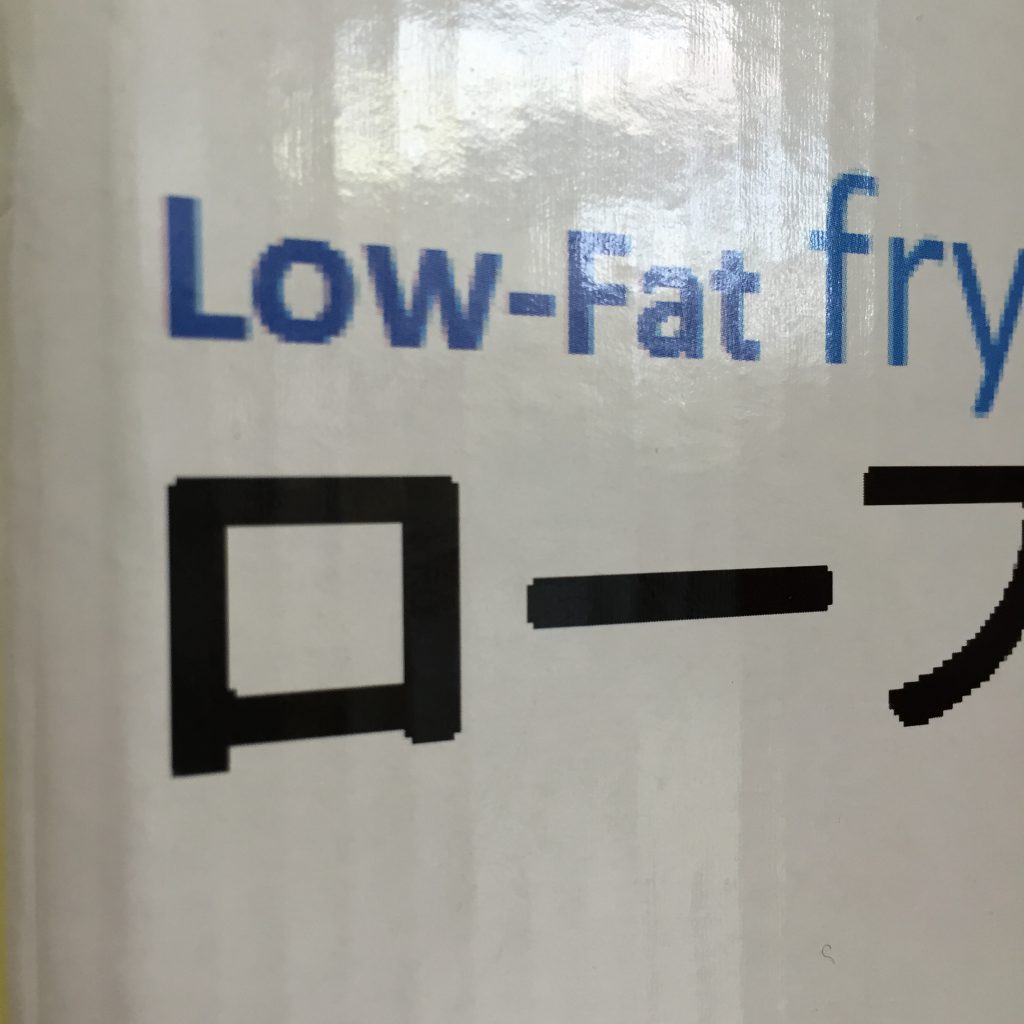 Low-Fat fry
ロー